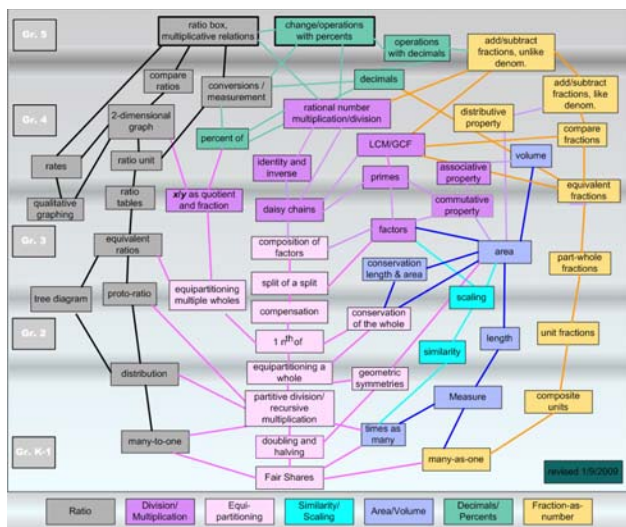 Gr. 5
ratio box,
multiplicative relations
change/operations
with percents
operations
with decimals
add/subtract
fractions, unlike
denom.
compare
ratios
conversions /
measurement
decimals
add/subtract
fractions, like
denom.
Gr. 4
2-dimensional
graph
rational number
multiplication/division
distributive
property
percent of
LCM/GCF
compare
fractions
rates
ratio unit
identity and
inverse
volume
primes
associative
property
qualitative
graphing
ratio
tables
x/y as quotient
and fraction
daisy chains
commutative
property
equivalent
fractions
Gr. 3
equivalent
ratios
composition of
factors
factors
area
conservation
length & area
part-whole
fractions
tree diagram
proto-ratio
equipartitioning
multiple wholes
split of a split
scaling
compensation
conservation
of the whole
Gr. 2
1 nth of
similarity
length
unit fractions
distribution
equipartitioning a
whole
geometric
symmetries
partitive division/
recursive
multiplication
Measure
composite
units
many-to-one
doubling and
halving
times as
many
Gr. K-1
many-as-one
Fair Shares
revised 1/9/2009
Ratio
Division/
Multiplication
Equi-
partitioning
Similarity/
Scaling
Area/Volume
Decimals/
Percents
Fraction-as-
number